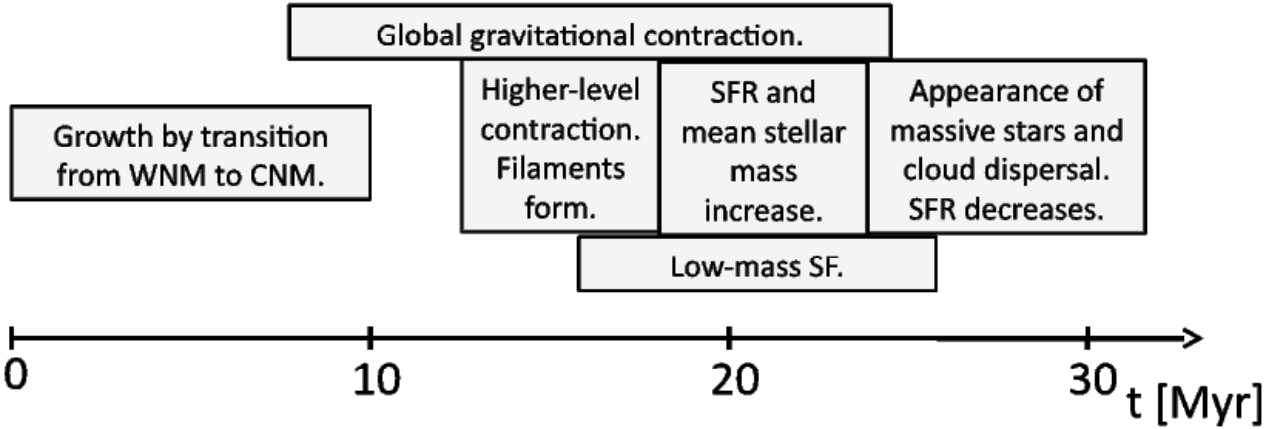 Global gravitational contraction.
Growth by transition
from WNM to CNM.
Higher-level
contraction.
Filaments
form.
SFR and
mean stellar
mass
increase.
Appearance of
massive stars and
cloud dispersal.
SFR decreases.
Low-mass SF.
0
10
20
30
t [Myr]